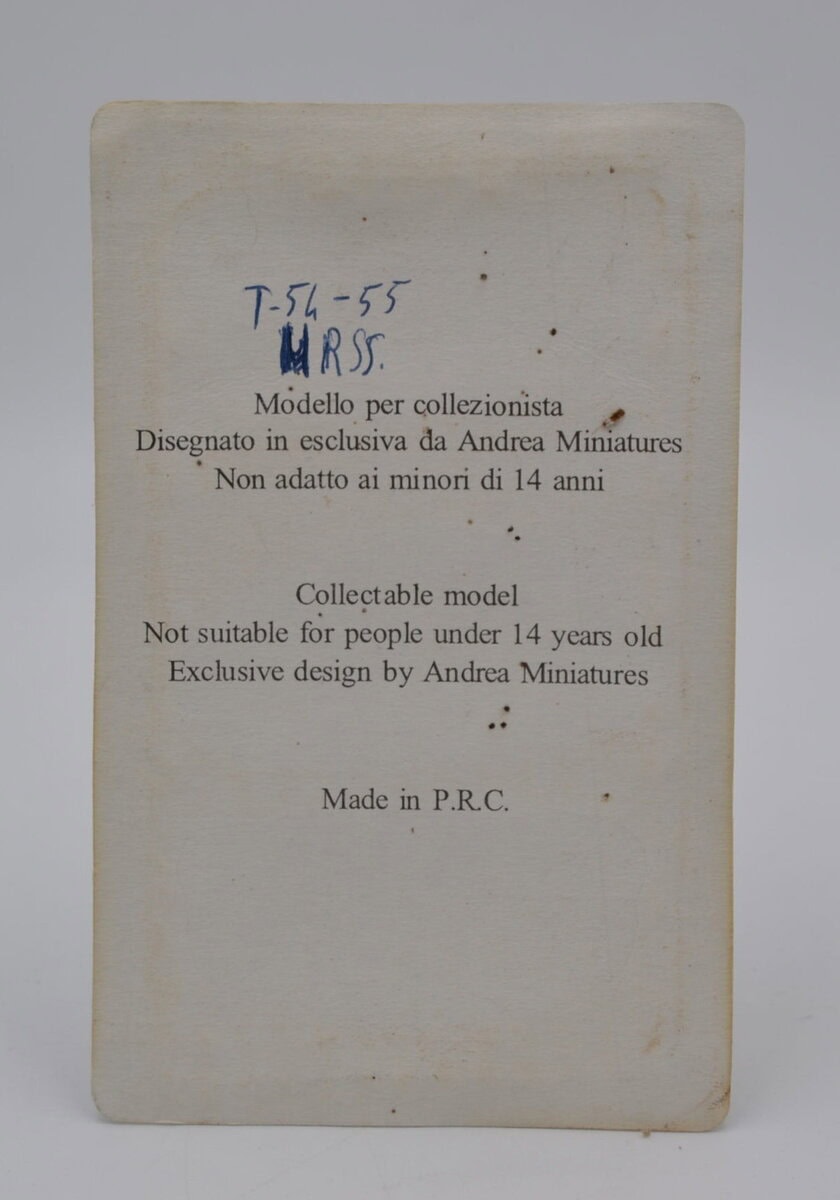 T-54-55
URSS.
Modello per collezionista
Disegnato in esclusiva da Andrea Miniatures
Non adatto ai minori di 14 anni
Collectable model
Not suitable for people under 14 years old
Exclusive design by Andrea Miniatures
Made in P.R.C.